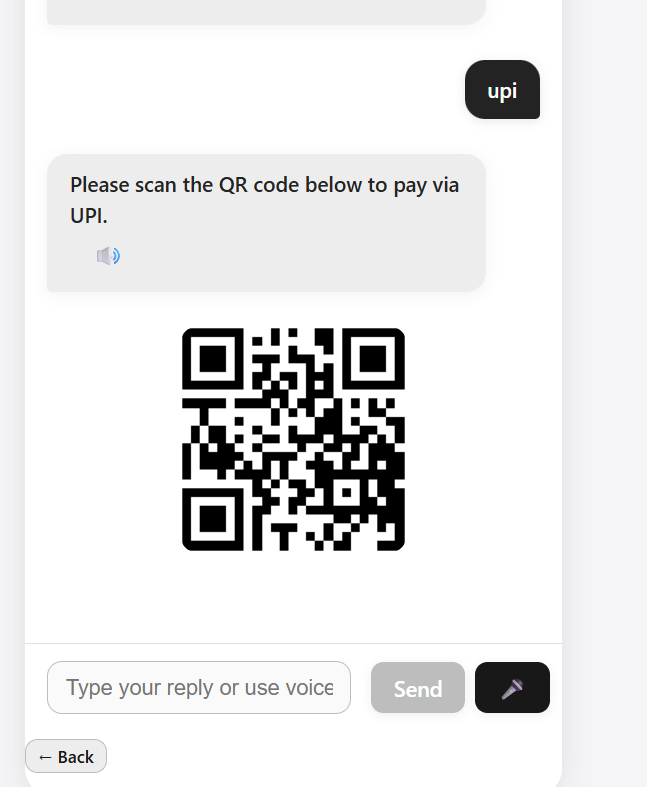 upi
Please scan the QR code below to pay via
UPI.
Type your reply or use voice
Send
← Back